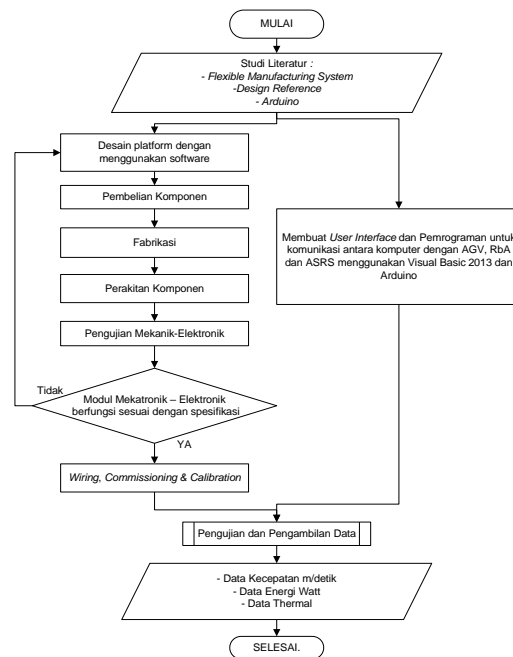 MULAI
Studi Literatur :
- Flexible Manufacturing System
-Design Reference
- Arduino
Desain platform dengan
menggunakan software
Pembelian Komponen
Fabrikasi
Perakitan Komponen
Pengujian Mekanik-Elektronik
Membuat User Interface dan Pemrograman untuk
komunikasi antara komputer dengan AGV, RbA
dan ASRS menggunakan Visual Basic 2013 dan
Arduino
Tidak
Modul Mekatronik – Elektronik
berfungsi sesuai dengan spesifikasi
YA
Wiring, Commissioning & Calibration
Pengujian dan Pengambilan Data
- Data Kecepatan m/detik
- Data Energi Watt
- Data Thermal
SELESAI.